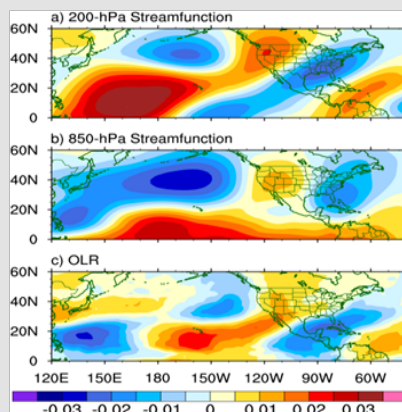 a) 200-hPa Streamfunction
60N
40N
20N
0
b) 850-hPa Streamfunction
60N
40N
20N
0
c) OLR
60N
40N
20N
0
120E 150E 180 150W 120W 90W 60W
-0.03 -0.02 -0.01 0 0.01 0.02 0.03